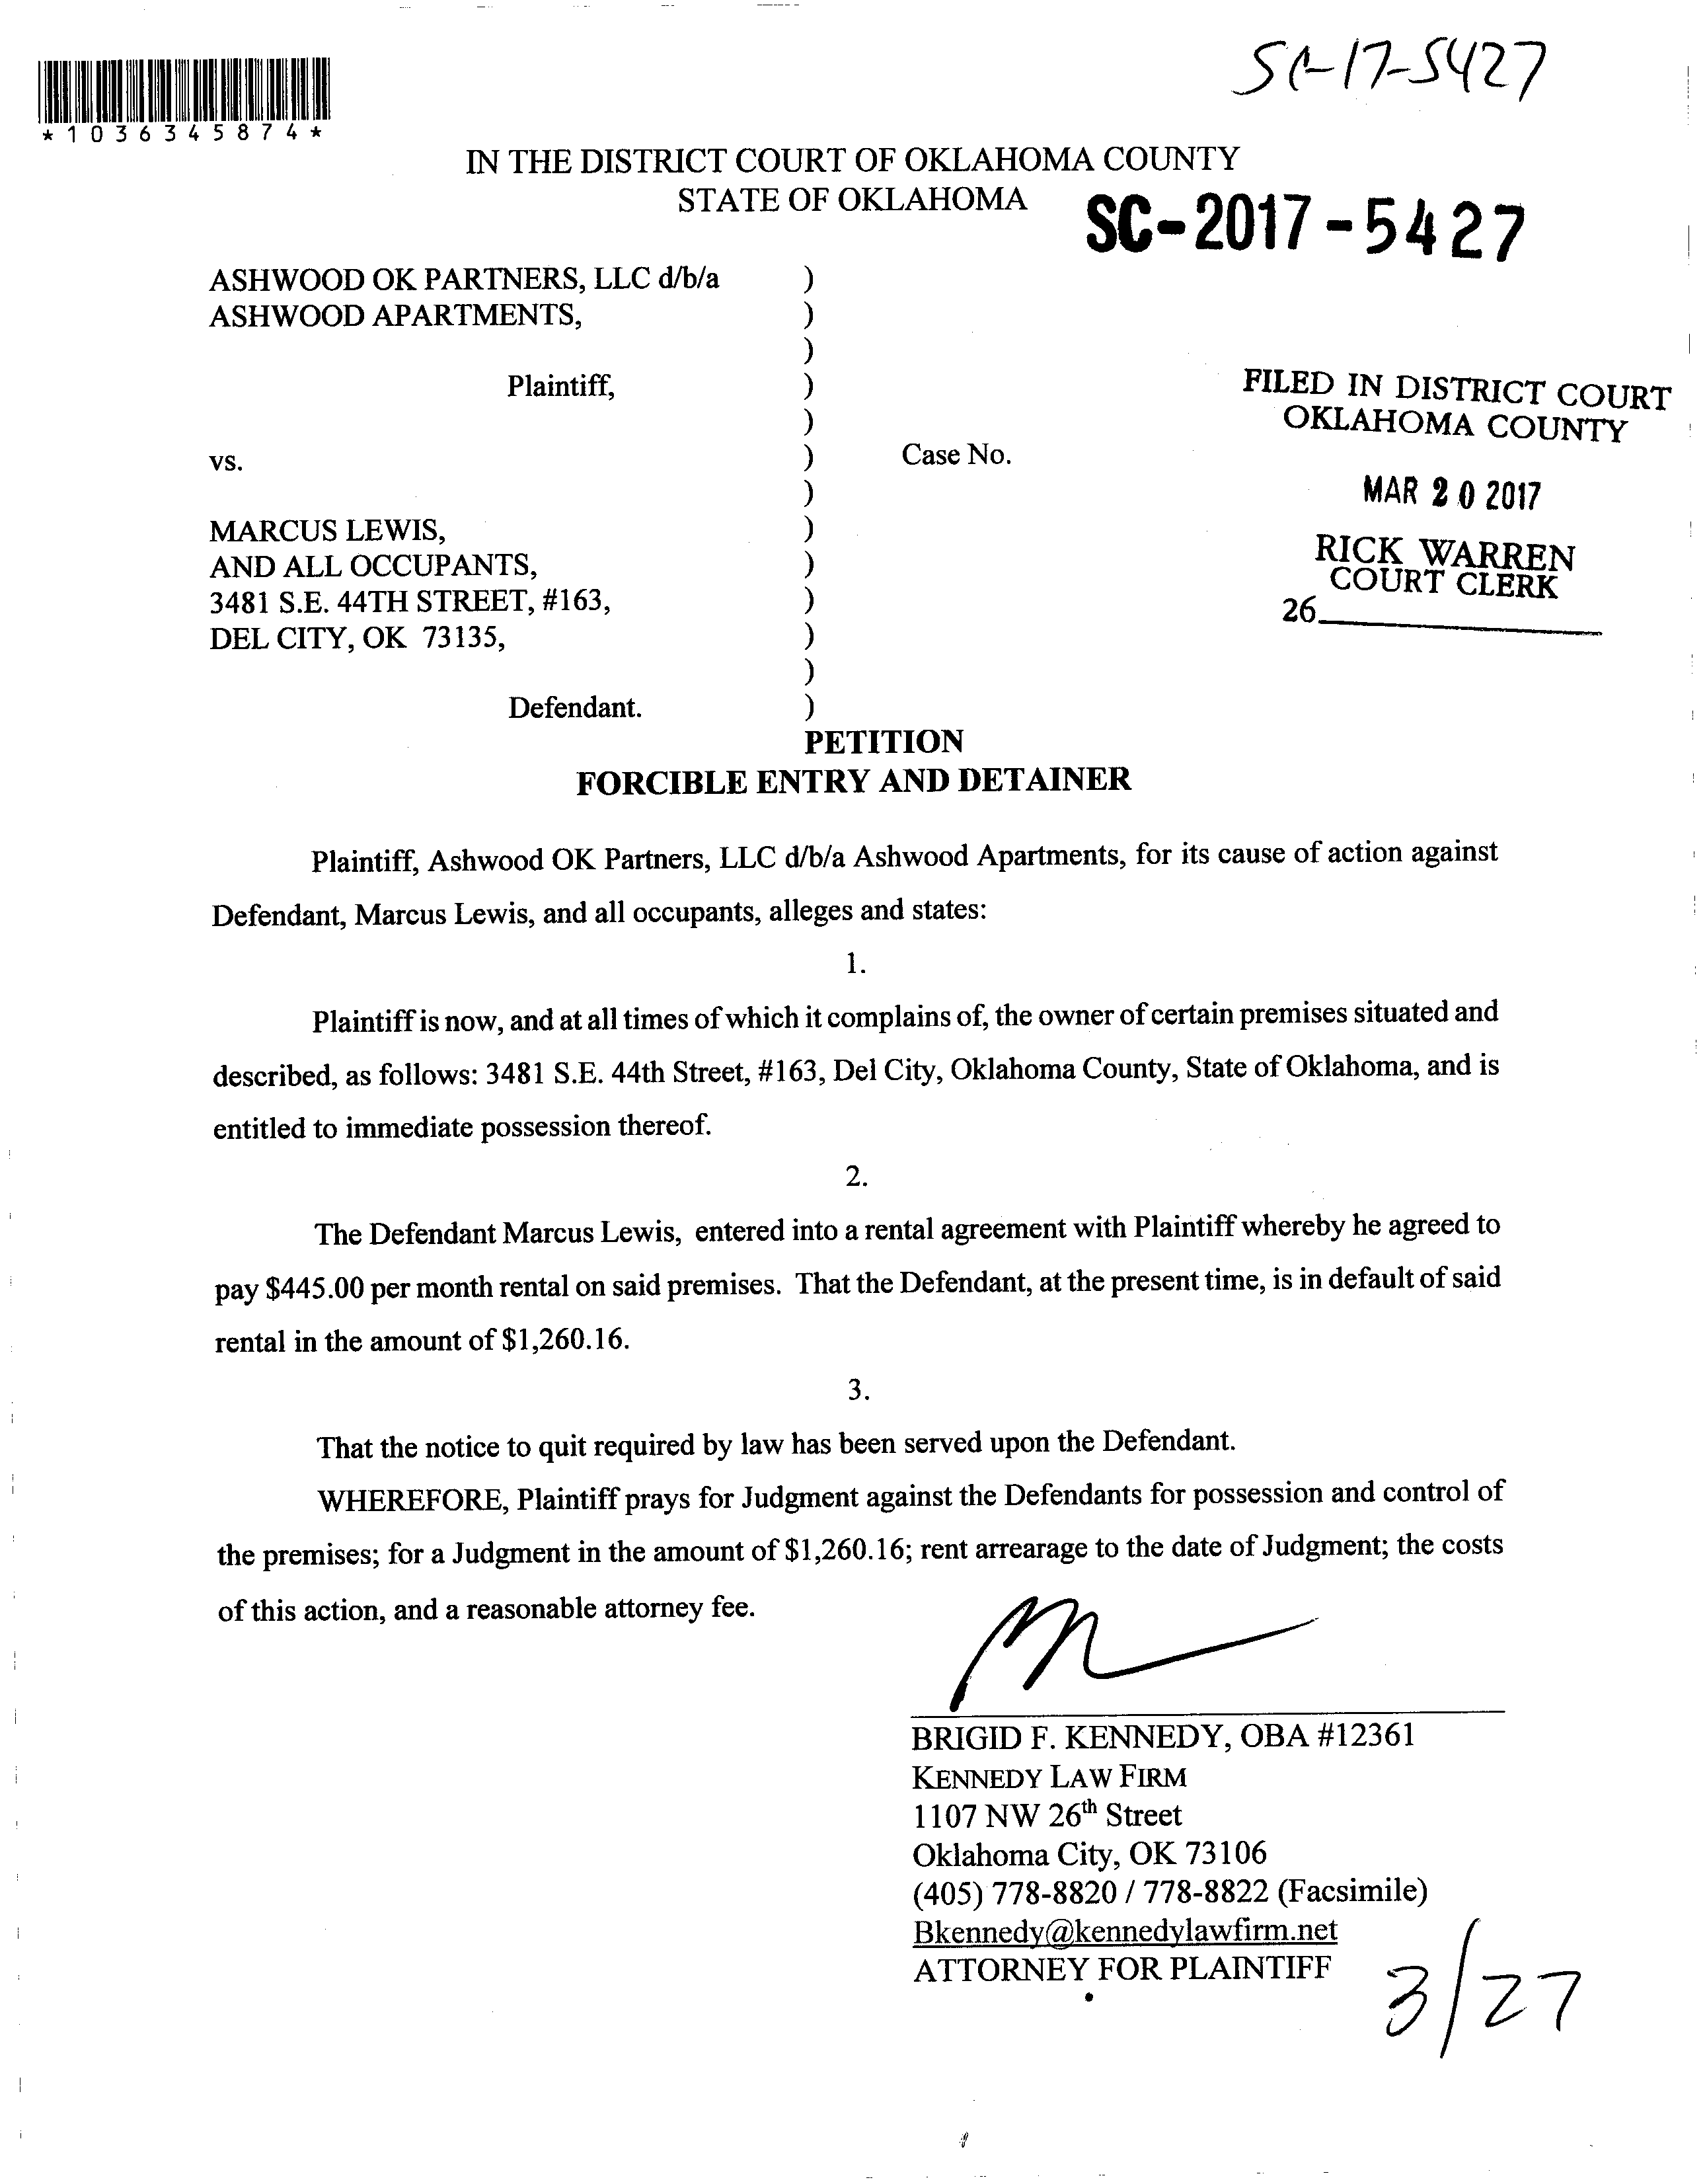 SC-17-5427
*1036345874*
IN THE DISTRICT COURT OF OKLAHOMA COUNTY
STATE OF OKLAHOMA
SC-2017-5427
ASHWOOD OK PARTNERS, LLC d/b/a )
ASHWOOD APARTMENTS, )
)
Plaintiff, )
)
vs. ) Case No.
)
MARCUS LEWIS, )
AND ALL OCCUPANTS, )
3481 S.E. 44TH STREET, #163, )
DEL CITY, OK 73135, )
)
Defendant. )
FILED IN DISTRICT COURT
OKLAHOMA COUNTY
MAR 20 2017
RICK WARREN
COURT CLERK
26
PETITION
FORCIBLE ENTRY AND DETAINER
Plaintiff, Ashwood OK Partners, LLC d/b/a Ashwood Apartments, for its cause of action against
Defendant, Marcus Lewis, and all occupants, alleges and states:
1.
Plaintiff is now, and at all times of which it complains of, the owner of certain premises situated and
described, as follows: 3481 S.E. 44th Street, #163, Del City, Oklahoma County, State of Oklahoma, and is
entitled to immediate possession thereof.
2.
The Defendant Marcus Lewis, entered into a rental agreement with Plaintiff whereby he agreed to
pay $445.00 per month rental on said premises. That the Defendant, at the present time, is in default of said
rental in the amount of $1,260.16.
3.
That the notice to quit required by law has been served upon the Defendant.
WHEREFORE, Plaintiff prays for Judgment against the Defendants for possession and control of
the premises; for a Judgment in the amount of $1,260.16; rent arrearage to the date of Judgment; the costs
of this action, and a reasonable attorney fee.
BRIGID F. KENNEDY, OBA #12361
KENNEDY LAW FIRM
1107 NW 26th Street
Oklahoma City, OK 73106
(405) 778-8820 / 778-8822 (Facsimile)
Bkennedy@kennedylawfirm.net
ATTORNEY FOR PLAINTIFF
3/27